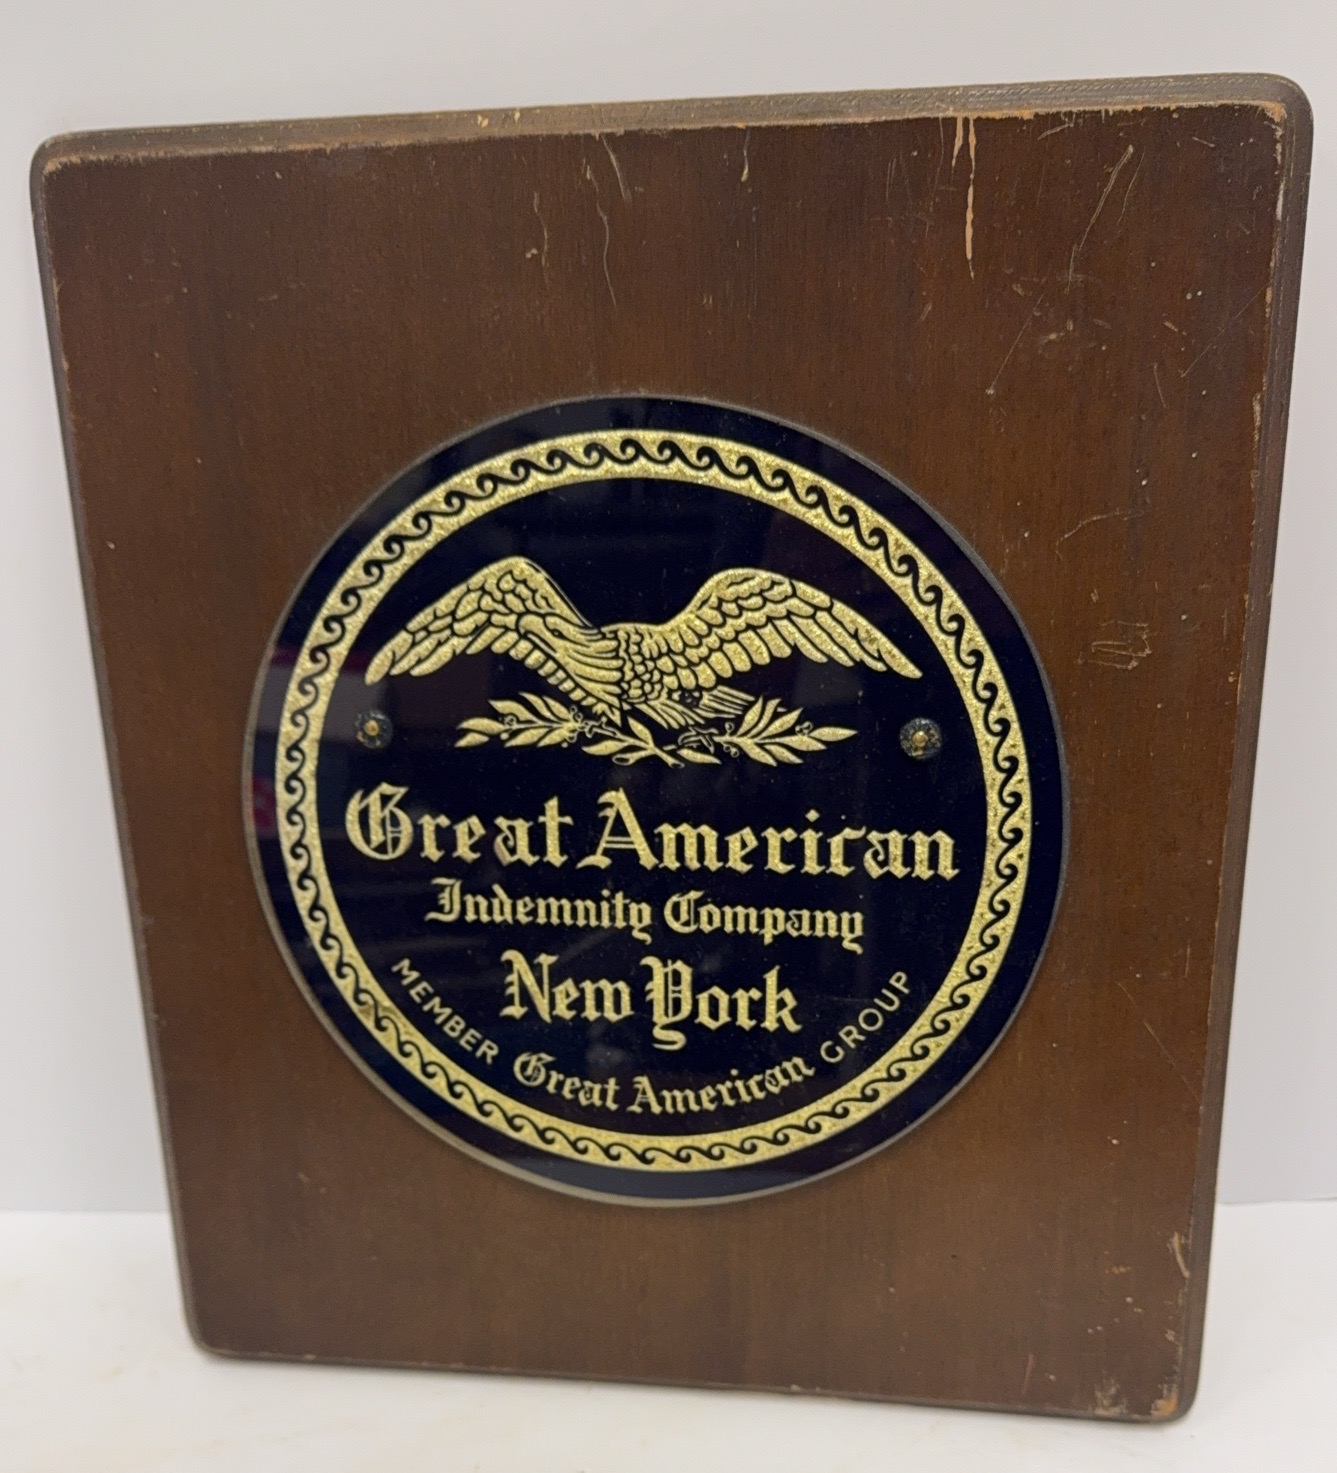 Great American
Indemnity Company
New York
MEMBER Great American GROUP